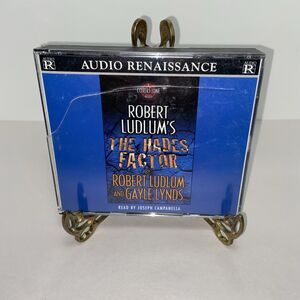 AUDIO RENAISSANCE
R
R
ROBERT
LUDLUM'S
THE HADES
FACTOR
ROBERT LUDLUM
AND GAYLE LYNDS
READ BY JOSEPH CAMPANELLA